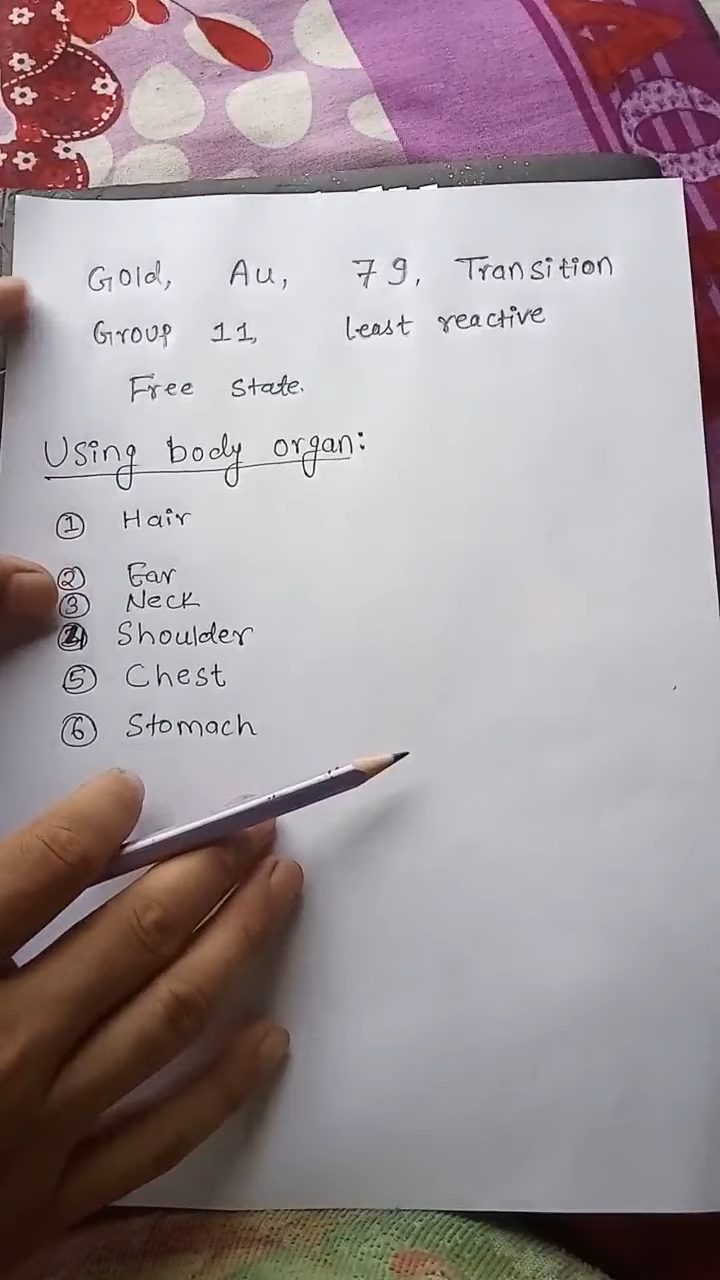 Gold, Au, 79, Transition
Group 11, least reactive
Free state.
Using body organ:
① Hair
② Ear
③ Neck
④ Shoulder
⑤ Chest
⑥ Stomach